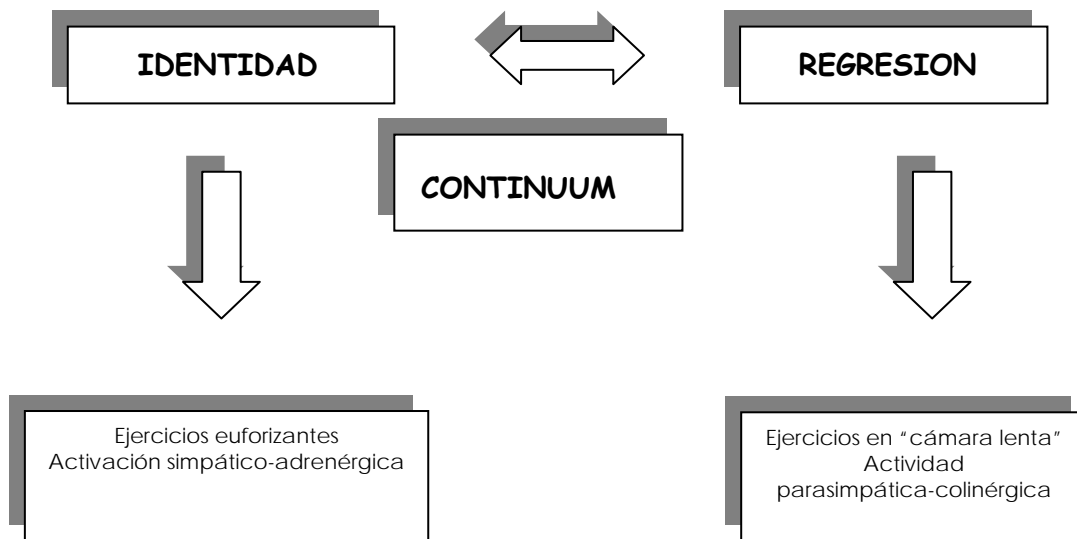 IDENTIDAD
REGRESION
CONTINUUM
Ejercicios euforizantes
Activación simpático-adrenérgica
Ejercicios en “cámara lenta”
Actividad
parasimpática-colinérgica